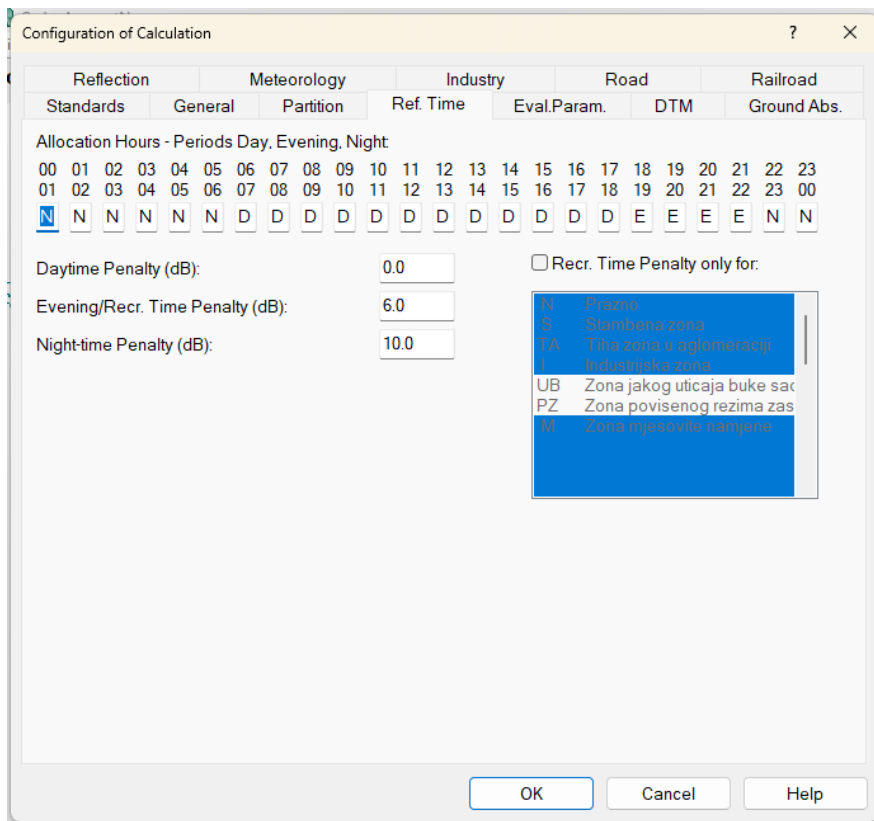 Configuration of Calculation ? ×
Reflection Meteorology Industry Road Railroad
Standards General Partition Ref. Time Eval.Param. DTM Ground Abs.
Allocation Hours - Periods Day, Evening, Night:
00 01 02 03 04 05 06 07 08 09 10 11 12 13 14 15 16 17 18 19 20 21 22 23
01 02 03 04 05 06 07 08 09 10 11 12 13 14 15 16 17 18 19 20 21 22 23 00
N N N N N N D D D D D D D D D D D D E E E E N N
Daytime Penalty (dB): 0.0
Evening/Recr. Time Penalty (dB): 6.0
Night-time Penalty (dB): 10.0
Recr. Time Penalty only for:
N Prazno
S Stambena zona
TA Tiha zona u aglomeraciji
I Industrijska zona
UB Zona jakog uticaja buke sao
PZ Zona povisenog rezima zas
M Zona mjesovite namjene
OK Cancel Help